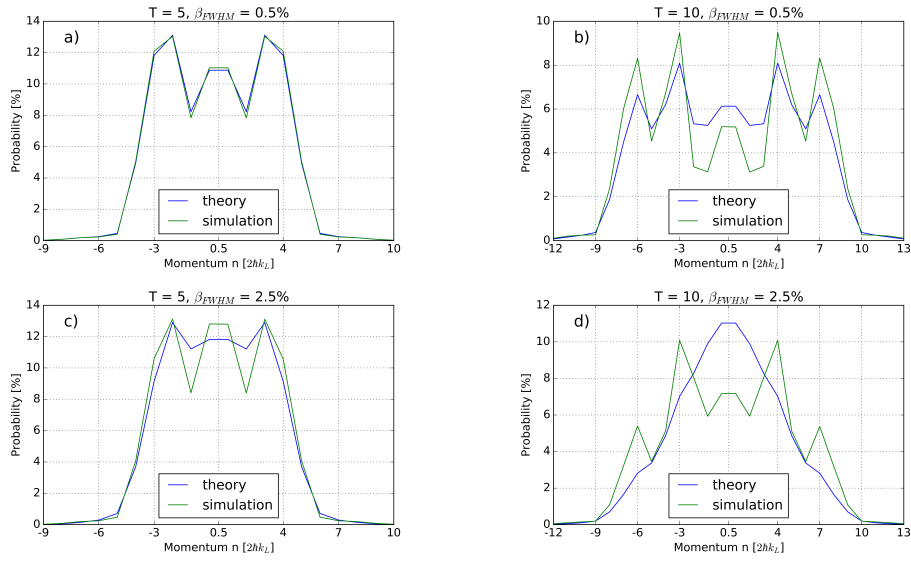 T = 5, β_FWHM = 0.5%
a)
Probability [%]
14
12
10
8
6
4
2
0
theory
simulation
-9 -6 -3 0.5 4 7 10
Momentum n [2ħk_L]
T = 10, β_FWHM = 0.5%
b)
Probability [%]
10
8
6
4
2
0
theory
simulation
-12 -9 -6 -3 0.5 4 7 10 13
Momentum n [2ħk_L]
T = 5, β_FWHM = 2.5%
c)
Probability [%]
14
12
10
8
6
4
2
0
theory
simulation
-9 -6 -3 0.5 4 7 10
Momentum n [2ħk_L]
T = 10, β_FWHM = 2.5%
d)
Probability [%]
12
10
8
6
4
2
0
theory
simulation
-12 -9 -6 -3 0.5 4 7 10 13
Momentum n [2ħk_L]